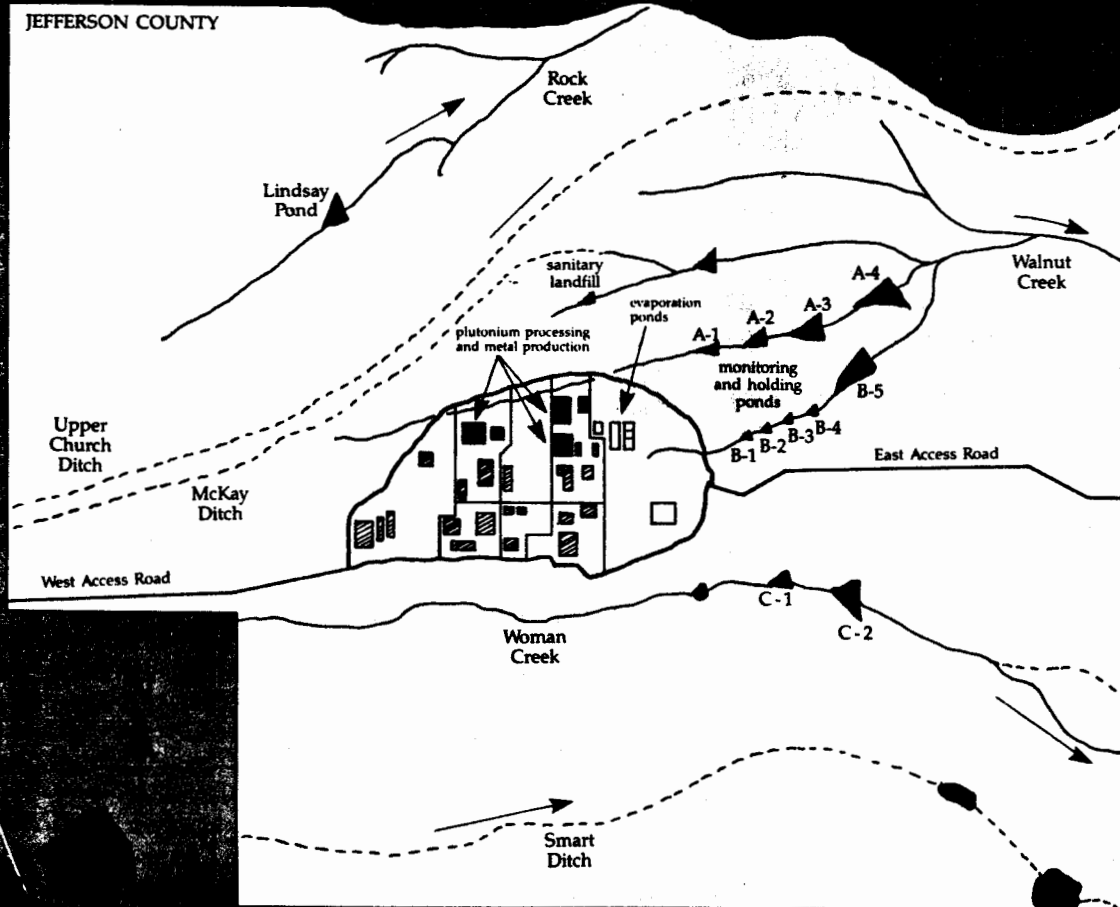 JEFFERSON COUNTY
Rock
Creek
Lindsay
Pond
sanitary
landfill
evaporation
ponds
Walnut
Creek
A-4
A-3
A-2
A-1
plutonium processing
and metal production
monitoring
and holding
ponds
B-5
B-4
B-3
B-2
B-1
Upper
Church
Ditch
McKay
Ditch
East Access Road
West Access Road
C-1
C-2
Woman
Creek
Smart
Ditch